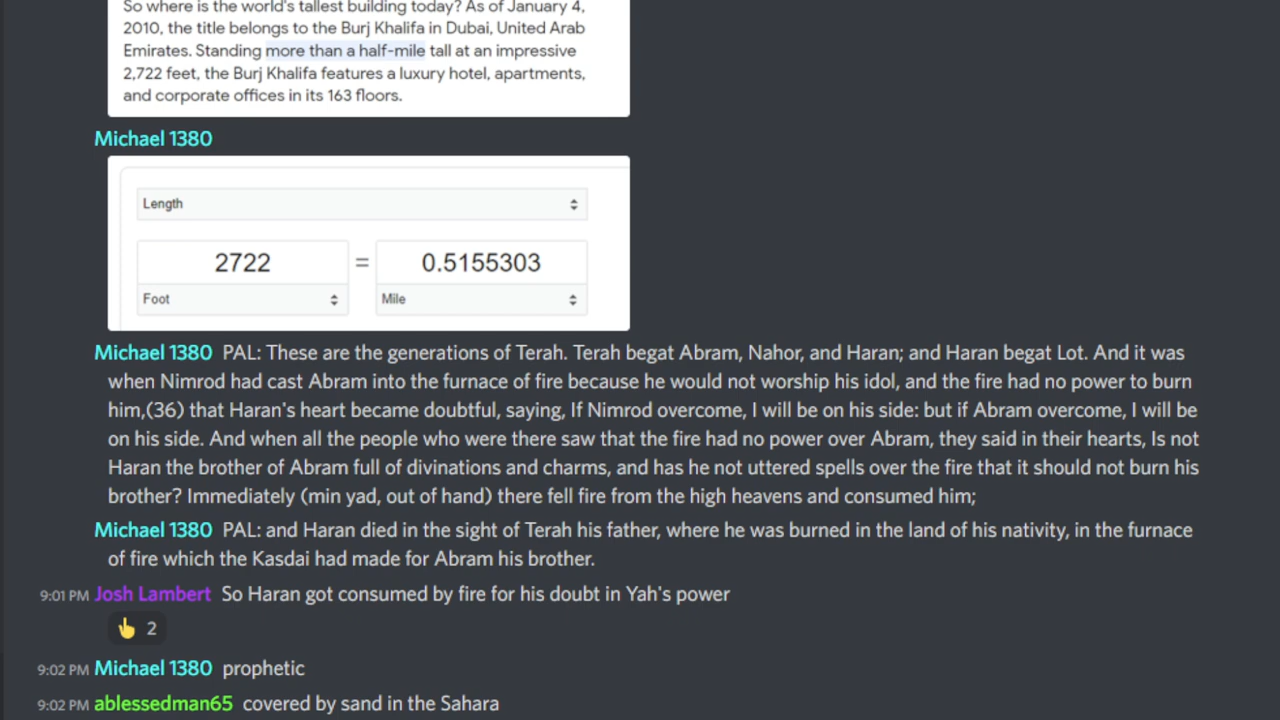 So where is the world's tallest building today? As of January 4,
2010, the title belongs to the Burj Khalifa in Dubai, United Arab
Emirates. Standing more than a half-mile tall at an impressive
2,722 feet, the Burj Khalifa features a luxury hotel, apartments,
and corporate offices in its 163 floors.
Michael 1380
Length
2722 = 0.5155303
Foot Mile
Michael 1380 PAL: These are the generations of Terah. Terah begat Abram, Nahor, and Haran; and Haran begat Lot. And it was
when Nimrod had cast Abram into the furnace of fire because he would not worship his idol, and the fire had no power to burn
him,(36) that Haran's heart became doubtful, saying, If Nimrod overcome, I will be on his side: but if Abram overcome, I will be
on his side. And when all the people who were there saw that the fire had no power over Abram, they said in their hearts, Is not
Haran the brother of Abram full of divinations and charms, and has he not uttered spells over the fire that it should not burn his
brother? Immediately (min yad, out of hand) there fell fire from the high heavens and consumed him;
Michael 1380 PAL: and Haran died in the sight of Terah his father, where he was burned in the land of his nativity, in the furnace
of fire which the Kasdai had made for Abram his brother.
9:01 PM Josh Lambert So Haran got consumed by fire for his doubt in Yah's power
2
9:02 PM Michael 1380 prophetic
9:02 PM ablessedman65 covered by sand in the Sahara